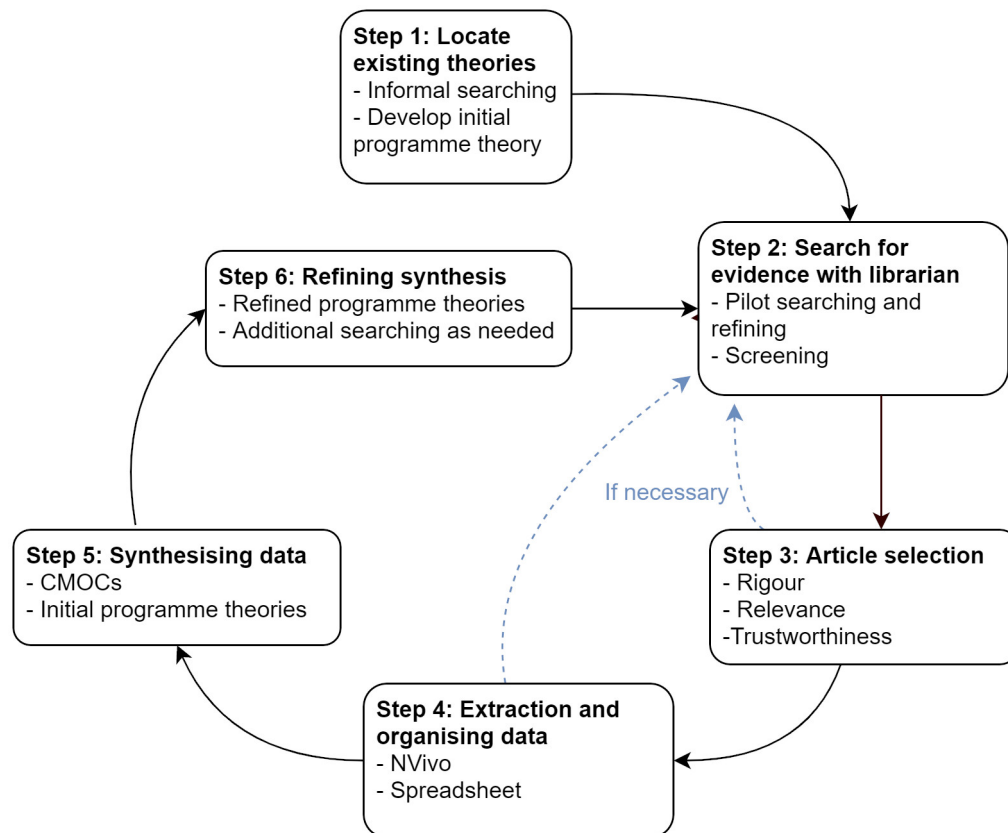 Step 1: Locate
existing theories
- Informal searching
- Develop initial
programme theory
Step 2: Search for
evidence with librarian
- Pilot searching and
refining
- Screening
Step 6: Refining synthesis
- Refined programme theories
- Additional searching as needed
If necessary
Step 3: Article selection
- Rigour
- Relevance
-Trustworthiness
Step 5: Synthesising data
- CMOCs
- Initial programme theories
Step 4: Extraction and
organising data
- NVivo
- Spreadsheet